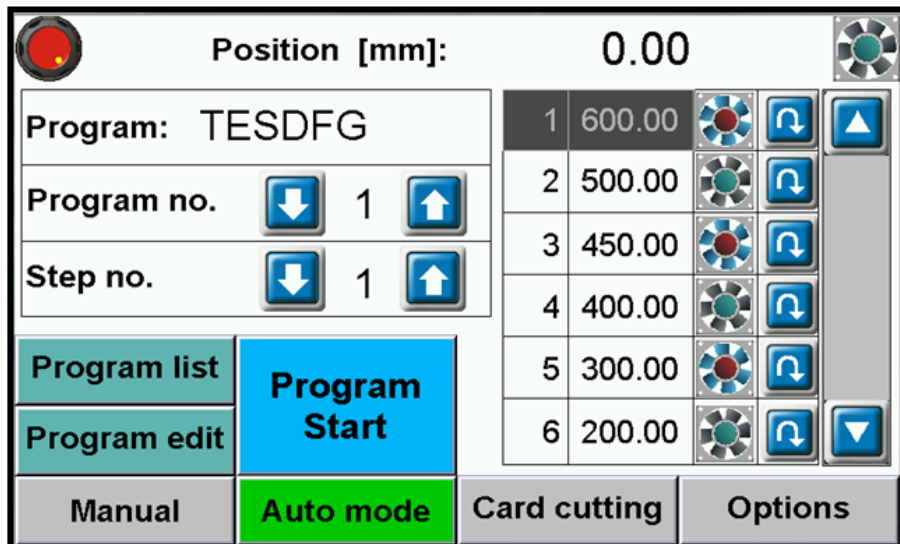 Position [mm]: 0.00
Program: TESDFG
Program no. 1
Step no. 1
1 600.00
2 500.00
3 450.00
4 400.00
5 300.00
6 200.00
Program list
Program edit
Program
Start
Manual
Auto mode
Card cutting
Options